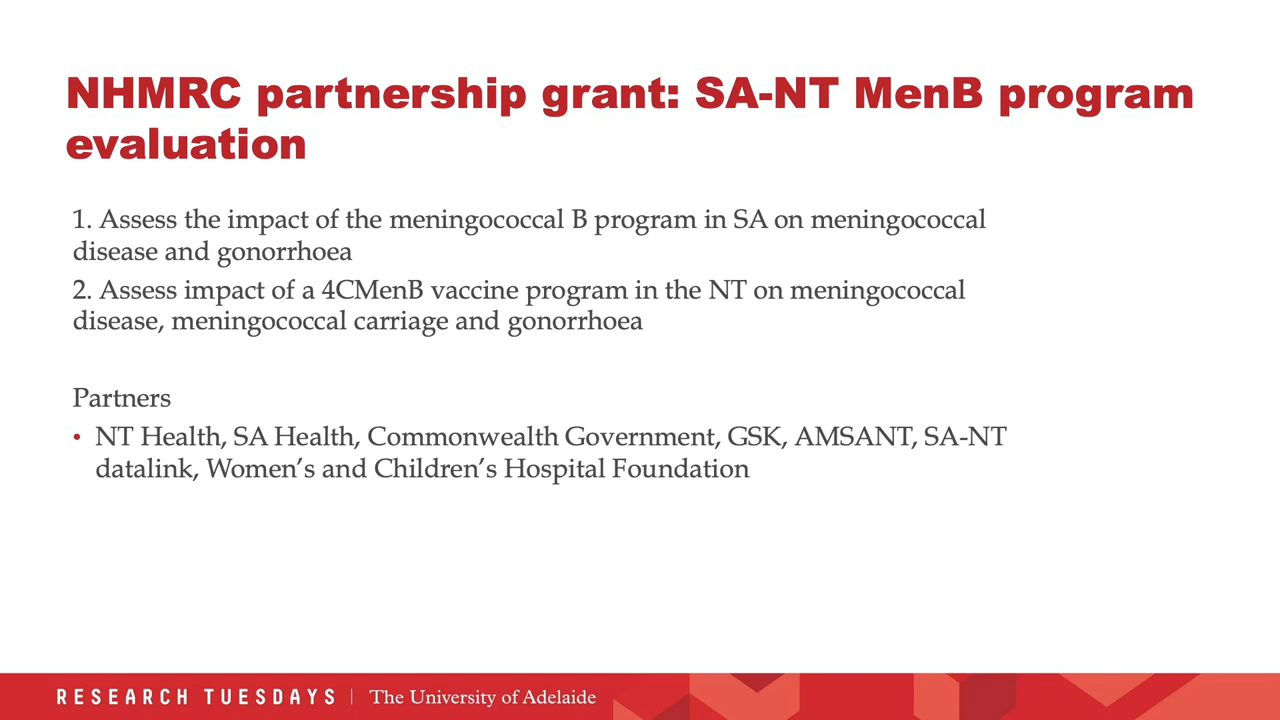 NHMRC partnership grant: SA-NT MenB program
evaluation
1. Assess the impact of the meningococcal B program in SA on meningococcal
disease and gonorrhoea
2. Assess impact of a 4CMenB vaccine program in the NT on meningococcal
disease, meningococcal carriage and gonorrhoea
Partners
• NT Health, SA Health, Commonwealth Government, GSK, AMSANT, SA-NT
datalink, Women’s and Children’s Hospital Foundation
RESEARCH TUESDAYS | The University of Adelaide